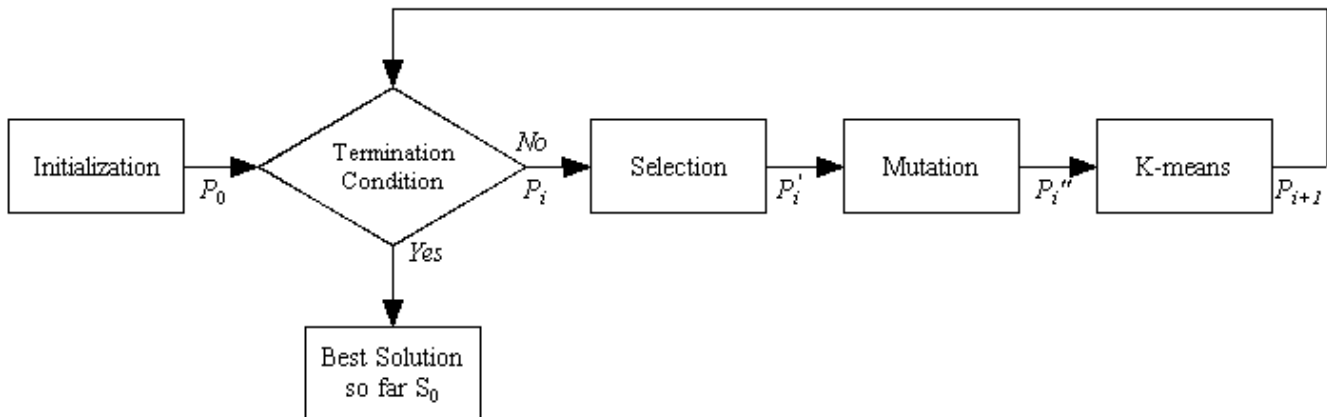 Initialization
P₀
Termination
Condition
No
Pᵢ
Selection
Pᵢ'
Mutation
Pᵢ''
K-means
Pᵢ₊₁
Yes
Best Solution
so far S₀